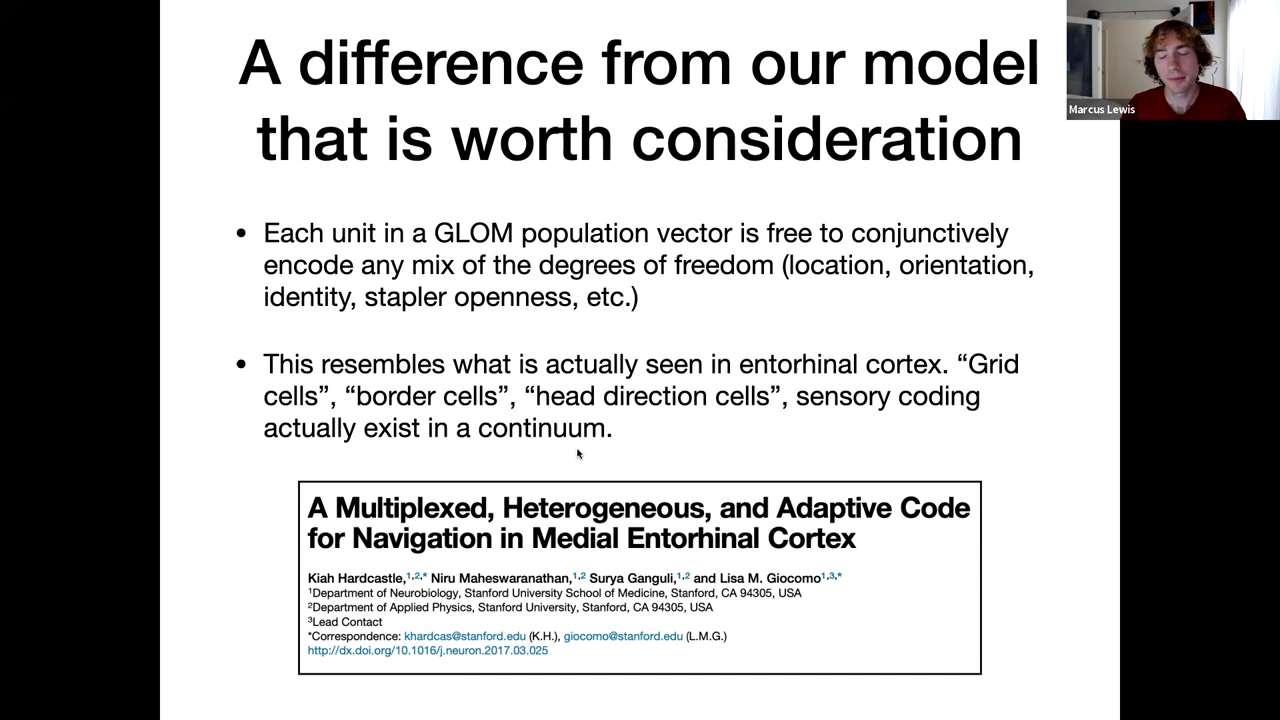 A difference from our model
that is worth consideration
Marcus Lewis
• Each unit in a GLOM population vector is free to conjunctively
encode any mix of the degrees of freedom (location, orientation,
identity, stapler openness, etc.)
• This resembles what is actually seen in entorhinal cortex. “Grid
cells”, “border cells”, “head direction cells”, sensory coding
actually exist in a continuum.
A Multiplexed, Heterogeneous, and Adaptive Code
for Navigation in Medial Entorhinal Cortex
Kiah Hardcastle,1,2,* Niru Maheswaranathan,1,2 Surya Ganguli,1,2 and Lisa M. Giocomo1,3,*
1Department of Neurobiology, Stanford University School of Medicine, Stanford, CA 94305, USA
2Department of Applied Physics, Stanford University, Stanford, CA 94305, USA
3Lead Contact
*Correspondence: khardcas@stanford.edu (K.H.), giocomo@stanford.edu (L.M.G.)
http://dx.doi.org/10.1016/j.neuron.2017.03.025